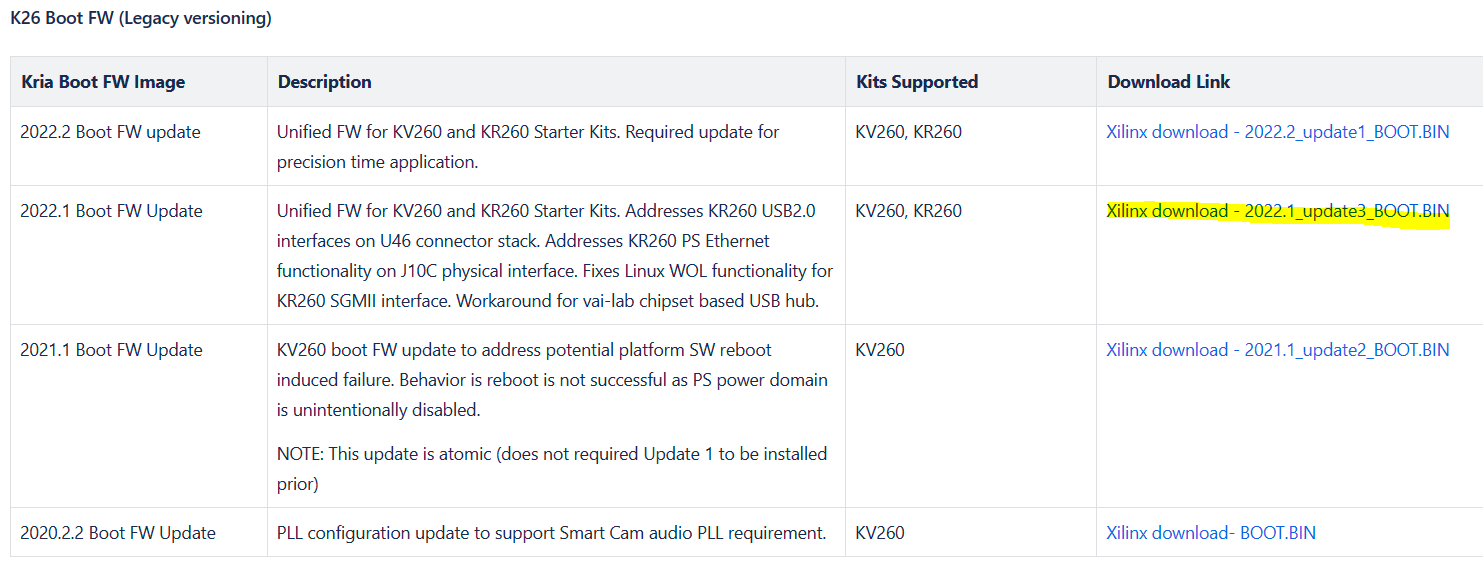 K26 Boot FW (Legacy versioning)
Kria Boot FW Image
Description
Kits Supported
Download Link
2022.2 Boot FW update
Unified FW for KV260 and KR260 Starter Kits. Required update for
precision time application.
KV260, KR260
Xilinx download - 2022.2_update1_BOOT.BIN
2022.1 Boot FW Update
Unified FW for KV260 and KR260 Starter Kits. Addresses KR260 USB2.0
interfaces on U46 connector stack. Addresses KR260 PS Ethernet
functionality on J10C physical interface. Fixes Linux WOL functionality for
KR260 SGMII interface. Workaround for vai-lab chipset based USB hub.
KV260, KR260
Xilinx download - 2022.1_update3_BOOT.BIN
2021.1 Boot FW Update
KV260 boot FW update to address potential platform SW reboot
induced failure. Behavior is reboot is not successful as PS power domain
is unintentionally disabled.
NOTE: This update is atomic (does not required Update 1 to be installed
prior)
KV260
Xilinx download - 2021.1_update2_BOOT.BIN
2020.2.2 Boot FW Update
PLL configuration update to support Smart Cam audio PLL requirement.
KV260
Xilinx download- BOOT.BIN